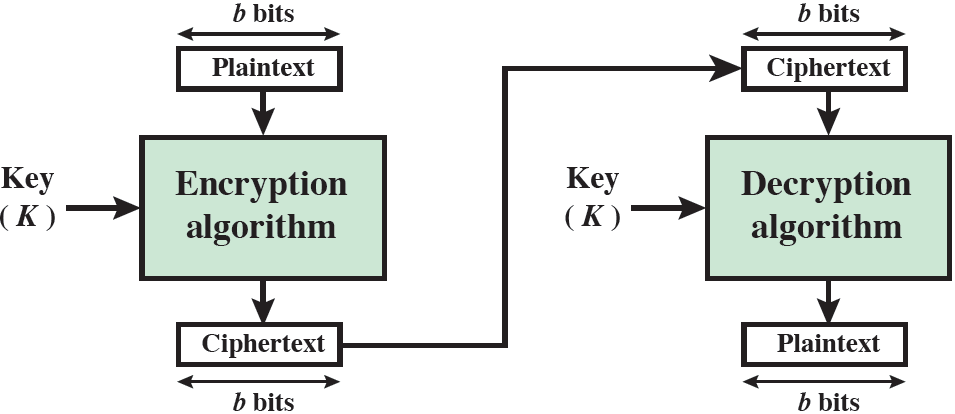 b bits
Plaintext
Key
( K )
Encryption
algorithm
Ciphertext
b bits
b bits
Ciphertext
Key
( K )
Decryption
algorithm
Plaintext
b bits